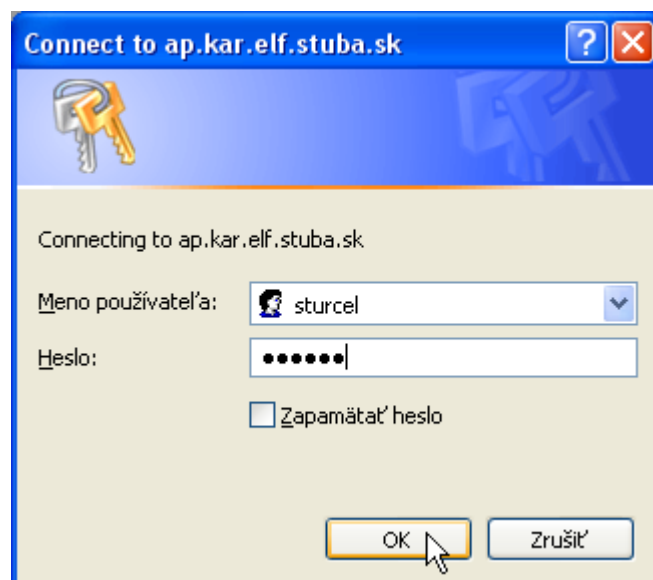 Connect to ap.kar.elf.stuba.sk
Connecting to ap.kar.elf.stuba.sk
Meno používateľa: sturcel
Heslo: ●●●●●●
Zapamätať heslo
OK Zrušiť